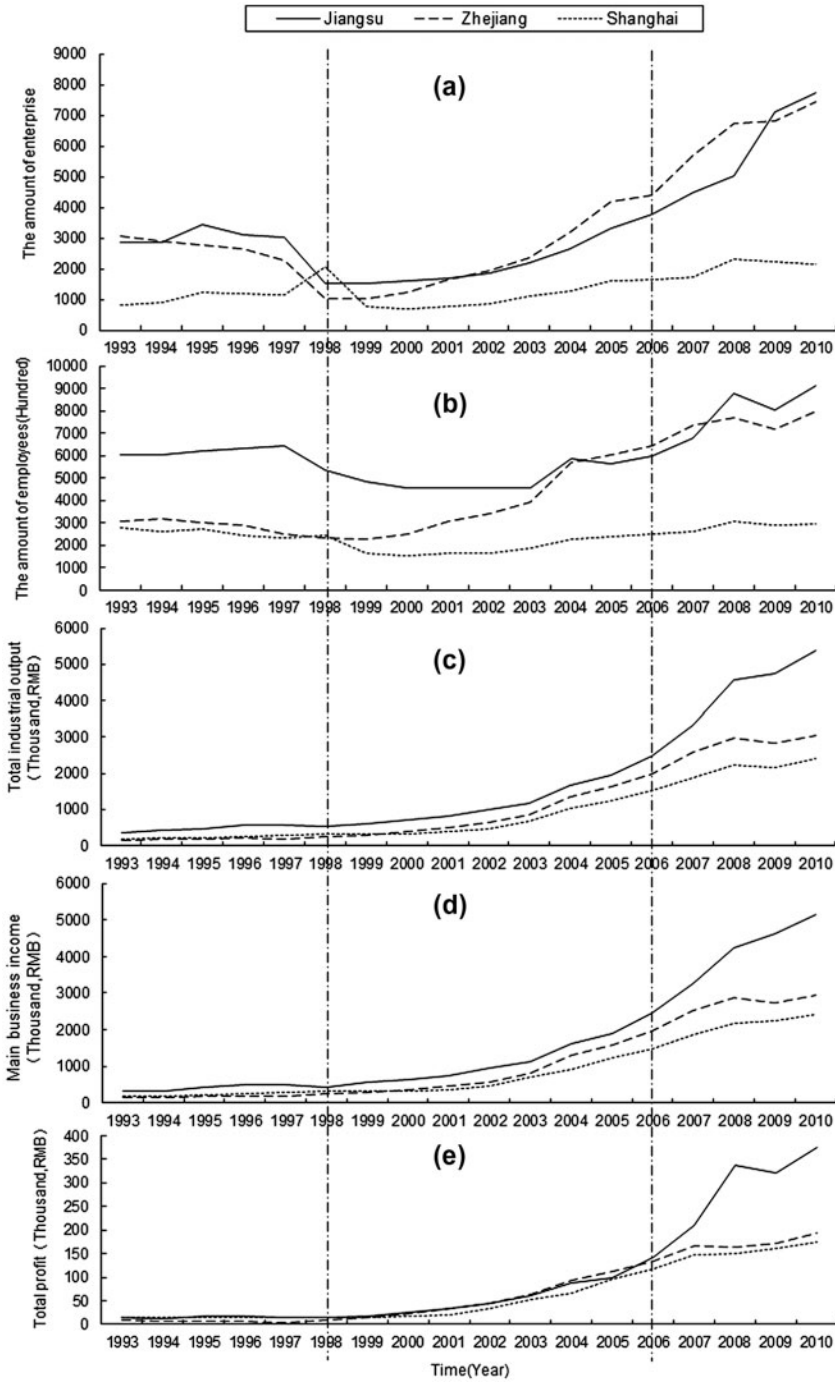 Jiangsu Zhejiang Shanghai
(a)
The amount of enterprise
9000
8000
7000
6000
5000
4000
3000
2000
1000
0
1993 1994 1995 1996 1997 1998 1999 2000 2001 2002 2003 2004 2005 2006 2007 2008 2009 2010
(b)
The amount of employees(Hundred)
10000
9000
8000
7000
6000
5000
4000
3000
2000
1000
0
1993 1994 1995 1996 1997 1998 1999 2000 2001 2002 2003 2004 2005 2006 2007 2008 2009 2010
(c)
Total industrial output
(Thousand,RMB)
6000
5000
4000
3000
2000
1000
0
1993 1994 1995 1996 1997 1998 1999 2000 2001 2002 2003 2004 2005 2006 2007 2008 2009 2010
(d)
Main business income
(Thousand,RMB)
6000
5000
4000
3000
2000
1000
0
1993 1994 1995 1996 1997 1998 1999 2000 2001 2002 2003 2004 2005 2006 2007 2008 2009 2010
(e)
Total profit (Thousand,RMB)
400
350
300
250
200
150
100
50
0
1993 1994 1995 1996 1997 1998 1999 2000 2001 2002 2003 2004 2005 2006 2007 2008 2009 2010
Time(Year)